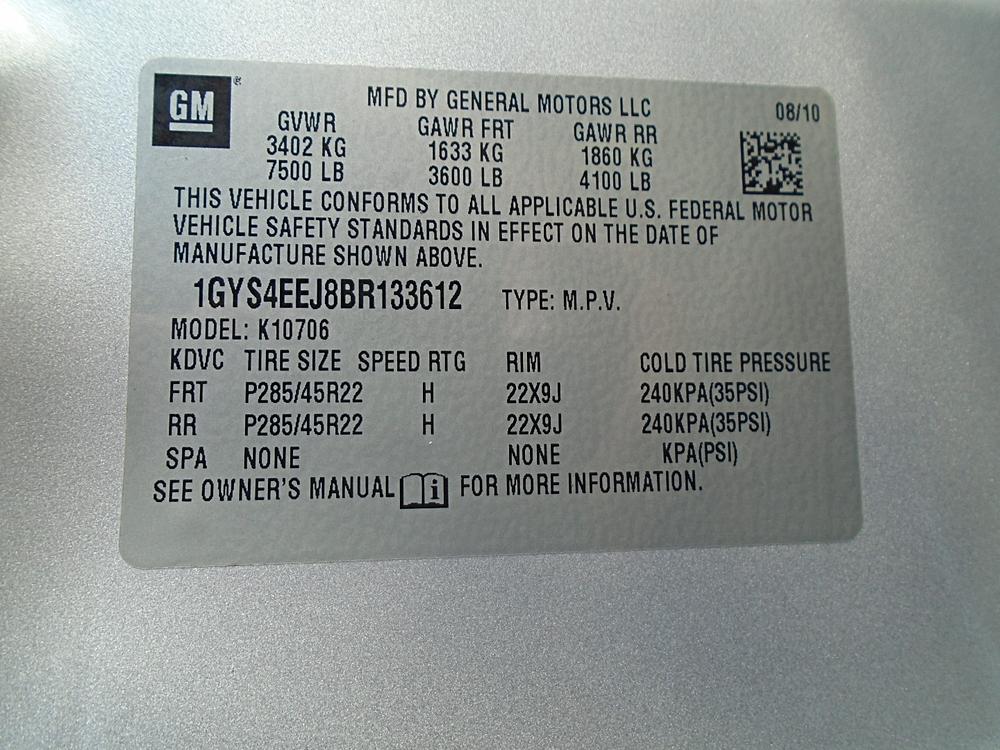 GM®
MFD BY GENERAL MOTORS LLC 08/10
GVWR GAWR FRT GAWR RR
3402 KG 1633 KG 1860 KG
7500 LB 3600 LB 4100 LB
THIS VEHICLE CONFORMS TO ALL APPLICABLE U.S. FEDERAL MOTOR
VEHICLE SAFETY STANDARDS IN EFFECT ON THE DATE OF
MANUFACTURE SHOWN ABOVE.
1GYS4EEJ8BR133612 TYPE: M.P.V.
MODEL: K10706
KDVC TIRE SIZE SPEED RTG RIM COLD TIRE PRESSURE
FRT P285/45R22 H 22X9J 240KPA(35PSI)
RR P285/45R22 H 22X9J 240KPA(35PSI)
SPA NONE NONE KPA(PSI)
SEE OWNER'S MANUAL i FOR MORE INFORMATION.